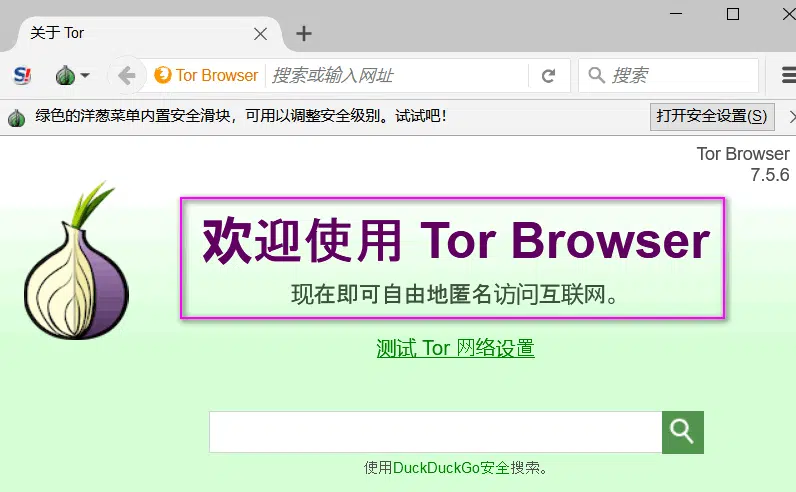 关于 Tor
S!
Tor Browser 搜索或输入网址 搜索
绿色的洋葱菜单内置安全滑块，可用以调整安全级别。试试吧！ 打开安全设置(S)
Tor Browser
7.5.6
欢迎使用 Tor Browser
现在即可自由地匿名访问互联网。
测试 Tor 网络设置
使用DuckDuckGo安全搜索。